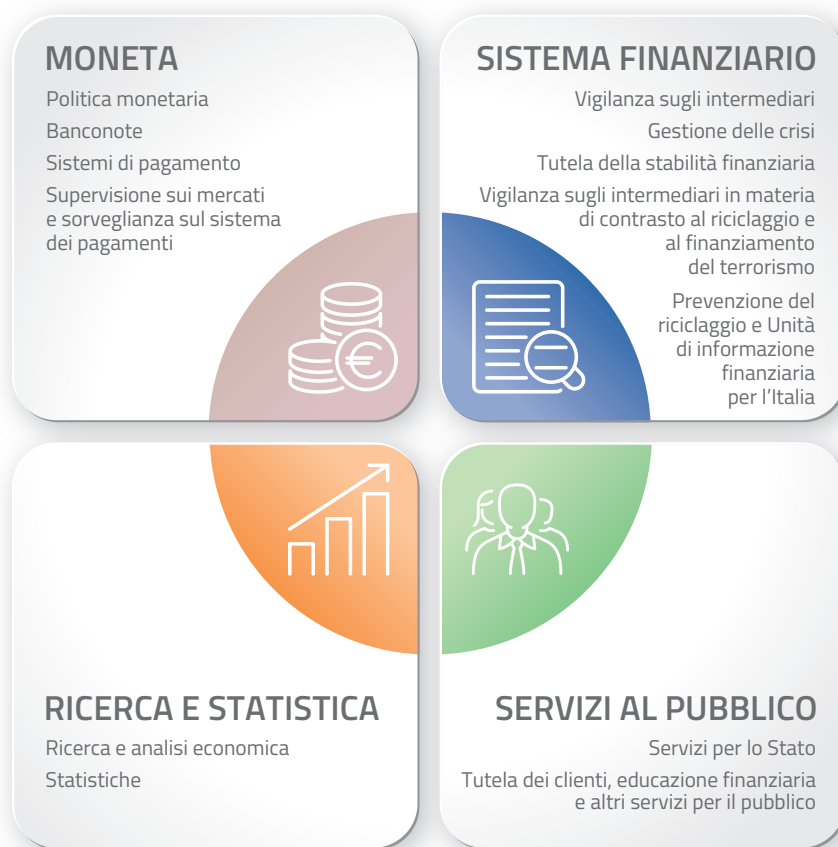 MONETA
Politica monetaria
Banconote
Sistemi di pagamento
Supervisione sui mercati
e sorveglianza sul sistema
dei pagamenti
SISTEMA FINANZIARIO
Vigilanza sugli intermediari
Gestione delle crisi
Tutela della stabilità finanziaria
Vigilanza sugli intermediari in materia
di contrasto al riciclaggio e
al finanziamento
del terrorismo
Prevenzione del
riciclaggio e Unità
di informazione
finanziaria
per l'Italia
€
RICERCA E STATISTICA
Ricerca e analisi economica
Statistiche
SERVIZI AL PUBBLICO
Servizi per lo Stato
Tutela dei clienti, educazione finanziaria
e altri servizi per il pubblico